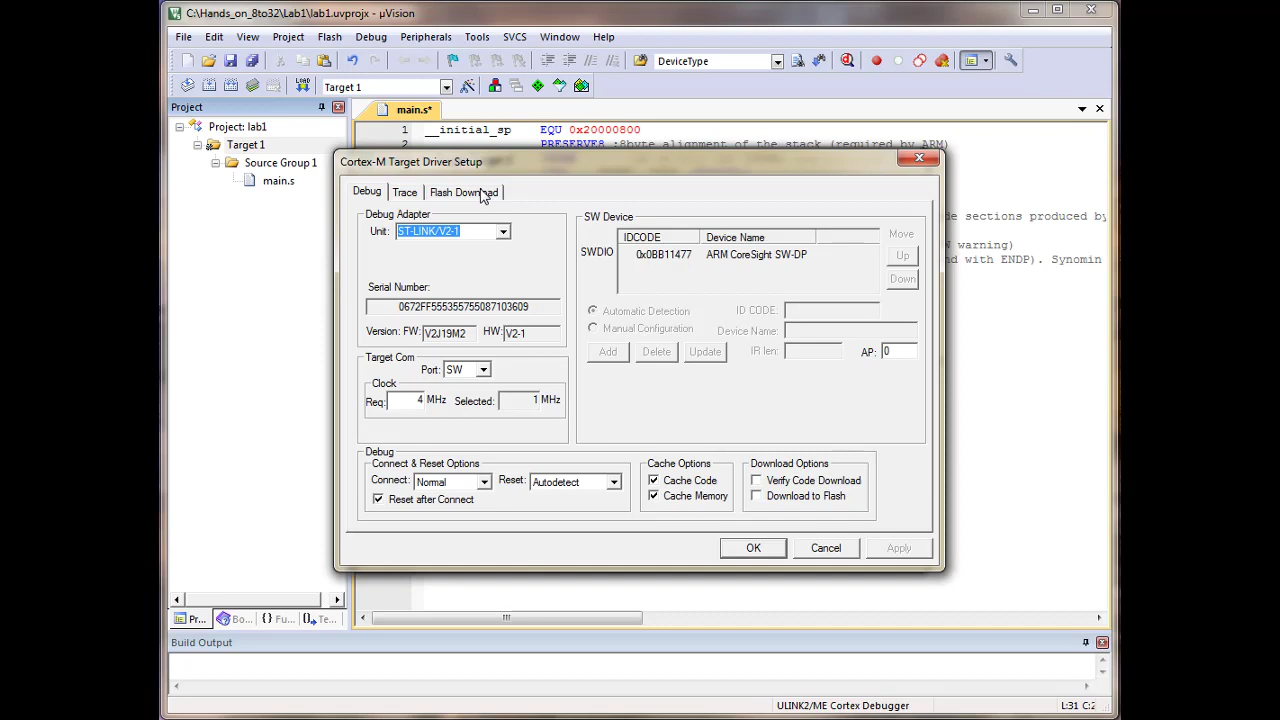 C:\Hands_on_8to32\Lab1\lab1.uvprojx - µVision
File Edit View Project Flash Debug Peripherals Tools SVCS Window Help
DeviceType
LOAD
Target 1
Project
main.s*
Project: lab1
Target 1
Source Group 1
main.s
1 __initial_sp EQU 0x20000800
2 PRESERVE8 ;8byte alignment of the stack (required by ARM)
Cortex-M Target Driver Setup
Debug Trace Flash Download
de sections produced by
W warning)
nd with ENDP). Synomin
Debug Adapter
Unit: ST-LINK/V2-1
Serial Number:
0672FF555355755087103609
Version: FW: V2J19M2 HW: V2-1
Target Com
Port: SW
Clock
Req: 4 MHz Selected: 1 MHz
SW Device
IDCODE Device Name
SWDIO 0x0BB11477 ARM CoreSight SW-DP
Move
Up
Down
Automatic Detection
Manual Configuration
ID CODE:
Device Name:
Add Delete Update IR len: AP: 0
Debug
Connect & Reset Options
Connect: Normal Reset: Autodetect
Reset after Connect
Cache Options
Cache Code
Cache Memory
Download Options
Verify Code Download
Download to Flash
OK Cancel Apply
Pr... Bo... {} Fu... Te...
Build Output
ULINK2/ME Cortex Debugger L:31 C:2